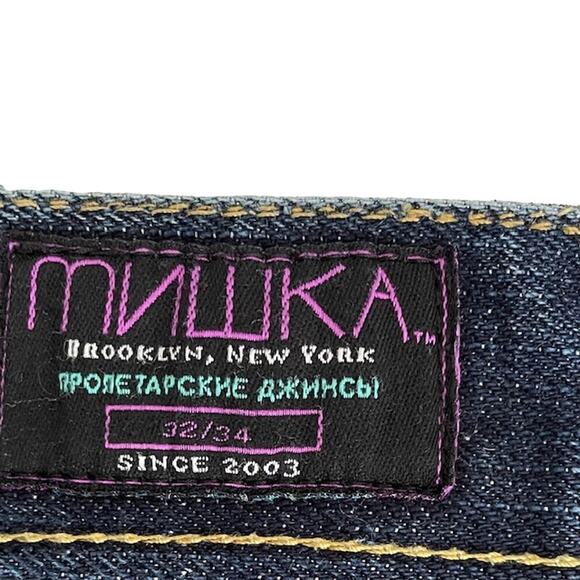 МИШКА™
BROOKLYN, NEW YORK
ПРОЛЕТАРСКИЕ ДЖИНСЫ
32/34
SINCE 2003